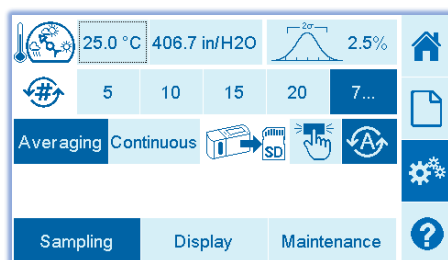 25.0 °C 406.7 in/H2O 2σ 2.5%
# 5 10 15 20 7...
Averaging Continuous SD A
Sampling Display Maintenance ?